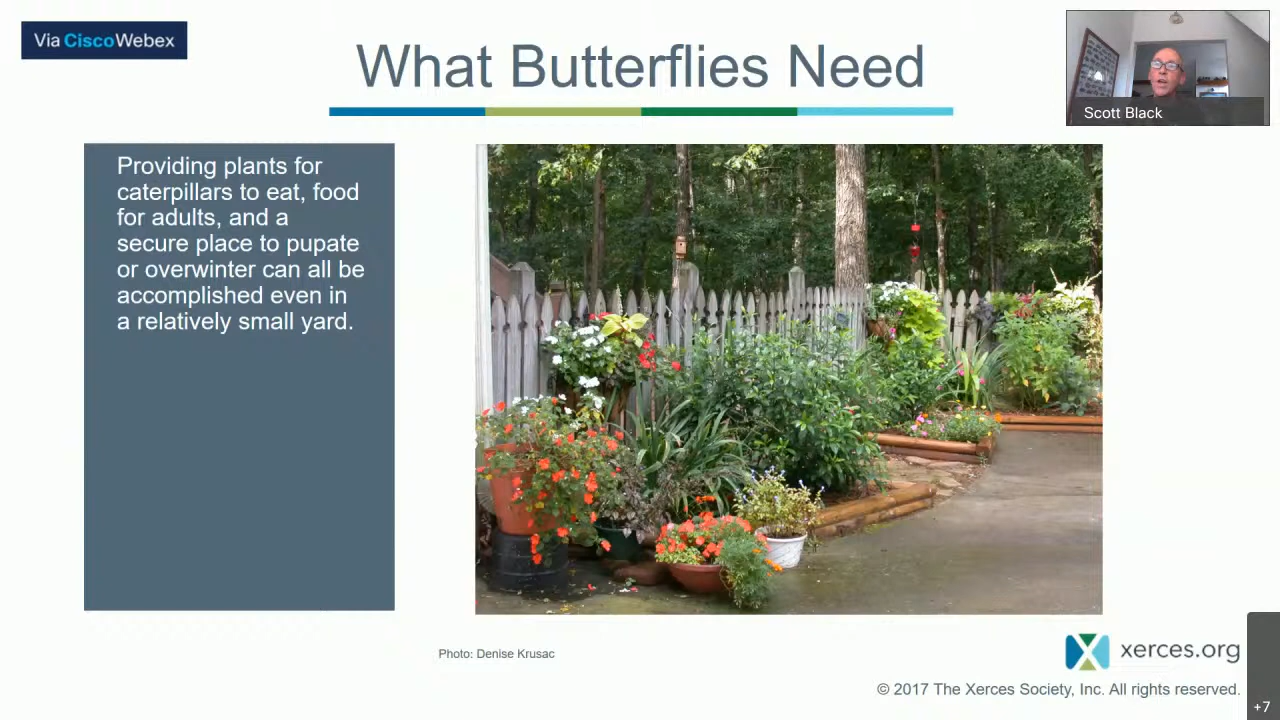 Via CiscoWebex
What Butterflies Need
Scott Black
Providing plants for
caterpillars to eat, food
for adults, and a
secure place to pupate
or overwinter can all be
accomplished even in
a relatively small yard.
Photo: Denise Krusac
xerces.org
© 2017 The Xerces Society, Inc. All rights reserved.
+7